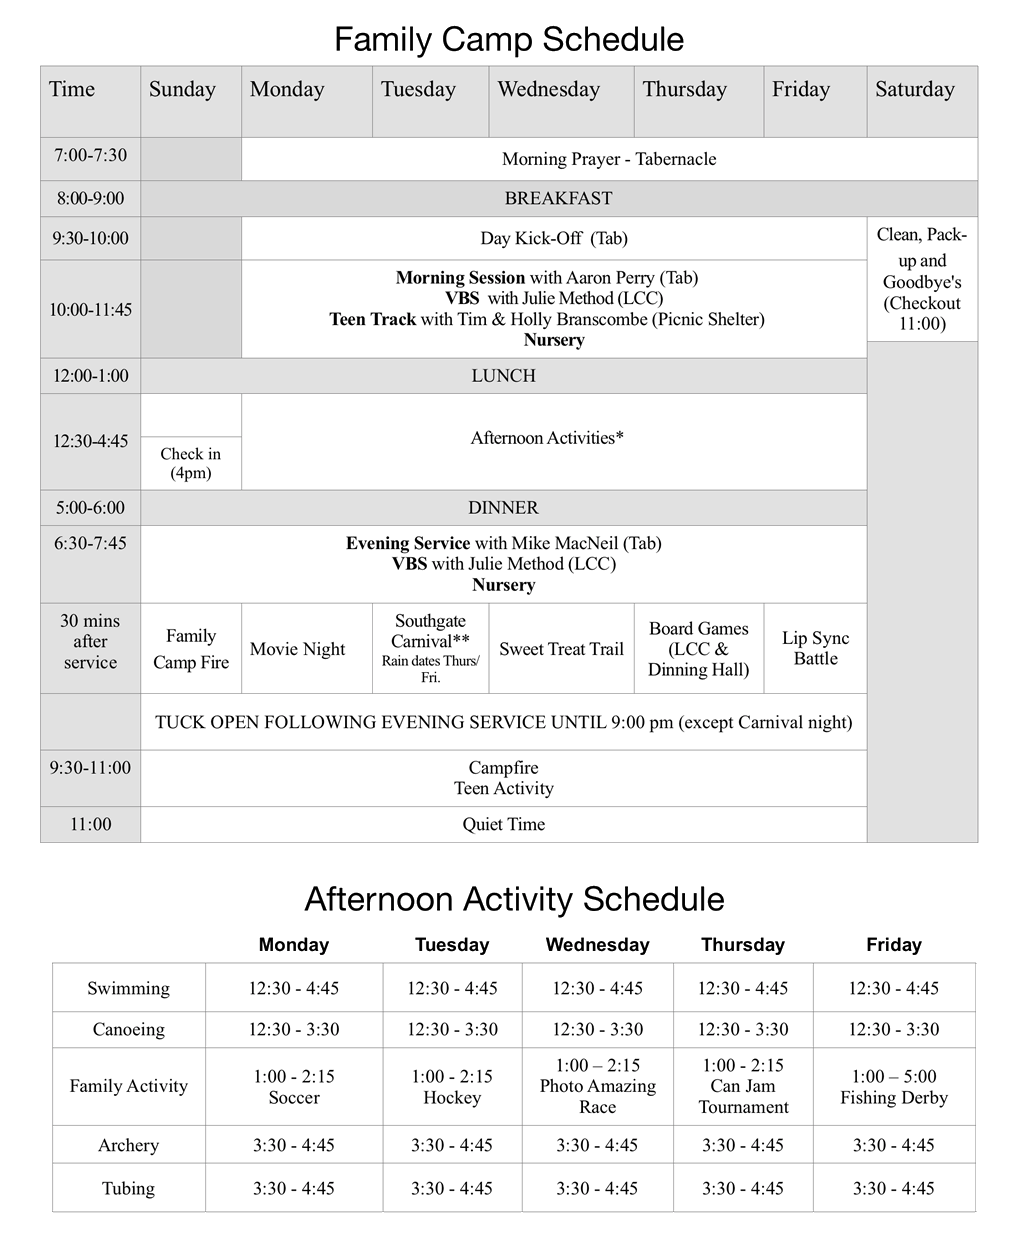 Family Camp Schedule
Time Sunday Monday Tuesday Wednesday Thursday Friday Saturday
7:00-7:30 Morning Prayer - Tabernacle
8:00-9:00 BREAKFAST
9:30-10:00 Day Kick-Off (Tab)
Clean, Pack-
up and
Goodbye's
(Checkout
11:00)
10:00-11:45
Morning Session with Aaron Perry (Tab)
VBS with Julie Method (LCC)
Teen Track with Tim & Holly Branscombe (Picnic Shelter)
Nursery
12:00-1:00 LUNCH
12:30-4:45
Check in
(4pm)
Afternoon Activities*
5:00-6:00 DINNER
6:30-7:45
Evening Service with Mike MacNeil (Tab)
VBS with Julie Method (LCC)
Nursery
30 mins
after
service
Family
Camp Fire
Movie Night
Southgate
Carnival**
Rain dates Thurs/
Fri.
Sweet Treat Trail
Board Games
(LCC &
Dinning Hall)
Lip Sync
Battle
TUCK OPEN FOLLOWING EVENING SERVICE UNTIL 9:00 pm (except Carnival night)
9:30-11:00
Campfire
Teen Activity
11:00 Quiet Time
Afternoon Activity Schedule
Monday Tuesday Wednesday Thursday Friday
Swimming 12:30 - 4:45 12:30 - 4:45 12:30 - 4:45 12:30 - 4:45 12:30 - 4:45
Canoeing 12:30 - 3:30 12:30 - 3:30 12:30 - 3:30 12:30 - 3:30 12:30 - 3:30
Family Activity
1:00 - 2:15
Soccer
1:00 - 2:15
Hockey
1:00 – 2:15
Photo Amazing
Race
1:00 - 2:15
Can Jam
Tournament
1:00 – 5:00
Fishing Derby
Archery 3:30 - 4:45 3:30 - 4:45 3:30 - 4:45 3:30 - 4:45 3:30 - 4:45
Tubing 3:30 - 4:45 3:30 - 4:45 3:30 - 4:45 3:30 - 4:45 3:30 - 4:45